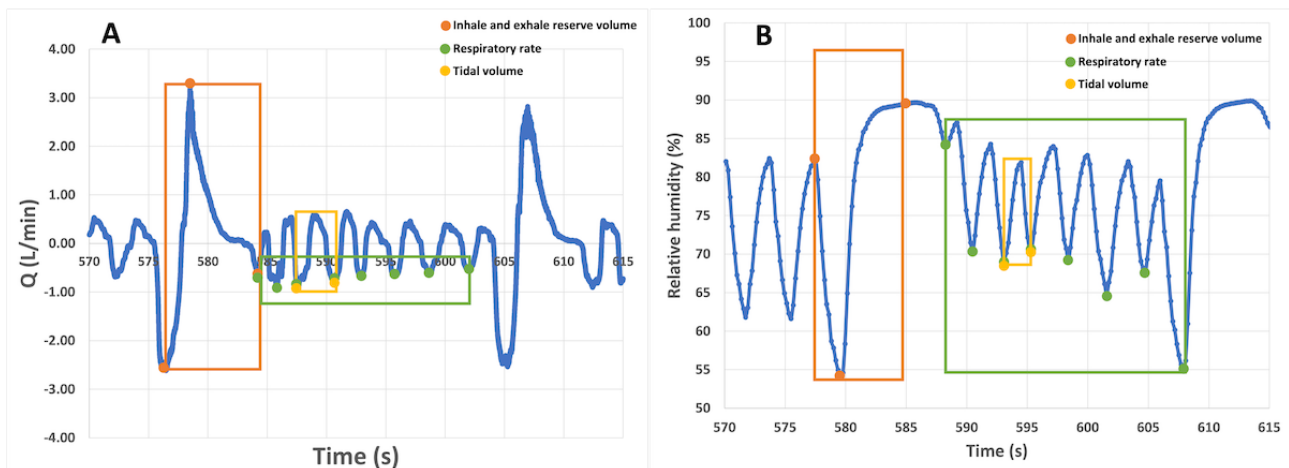 A
Inhale and exhale reserve volume
Respiratory rate
Tidal volume
4.00
3.00
2.00
1.00
0.00
-1.00
-2.00
-3.00
-4.00
570 575 580 585 590 595 600 605 610 615
Q (L/min)
Time (s)
B
Inhale and exhale reserve volume
Respiratory rate
Tidal volume
100
95
90
85
80
75
70
65
60
55
50
570 575 580 585 590 595 600 605 610 615
Relative humidity (%)
Time (s)